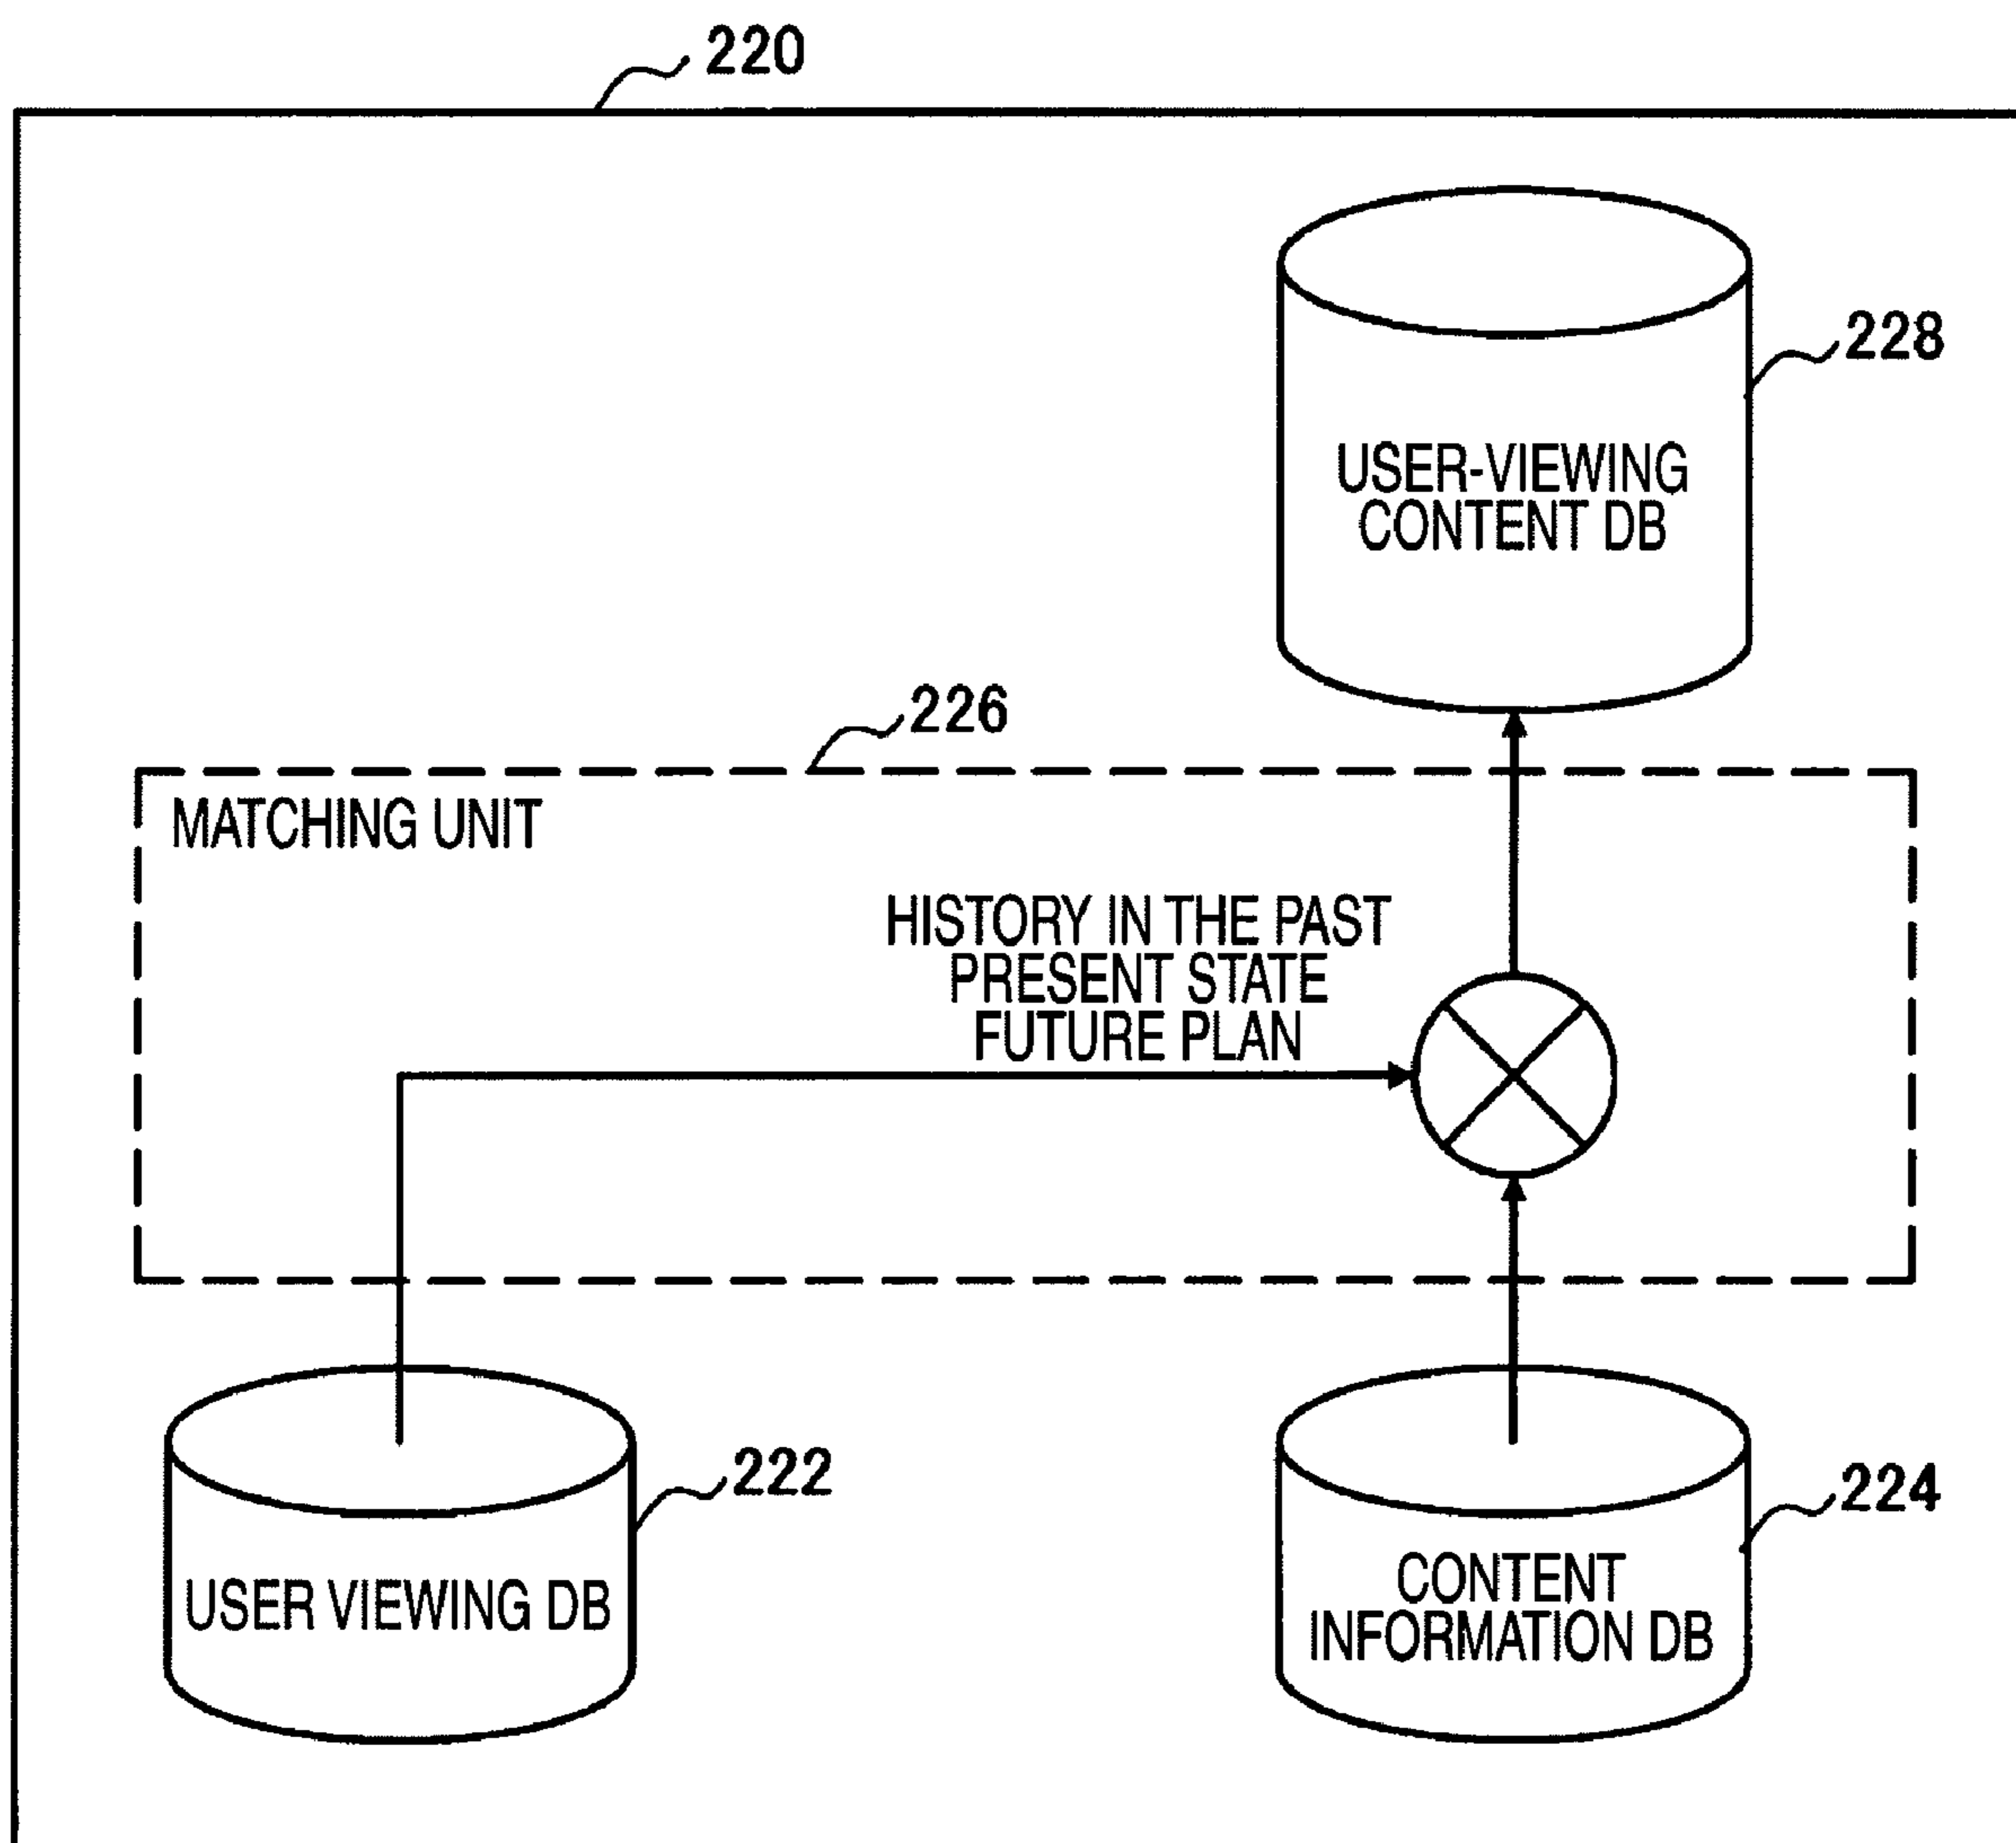 220
228
USER-VIEWING
CONTENT DB
226
MATCHING UNIT
HISTORY IN THE PAST
PRESENT STATE
FUTURE PLAN
222
USER VIEWING DB
224
CONTENT
INFORMATION DB